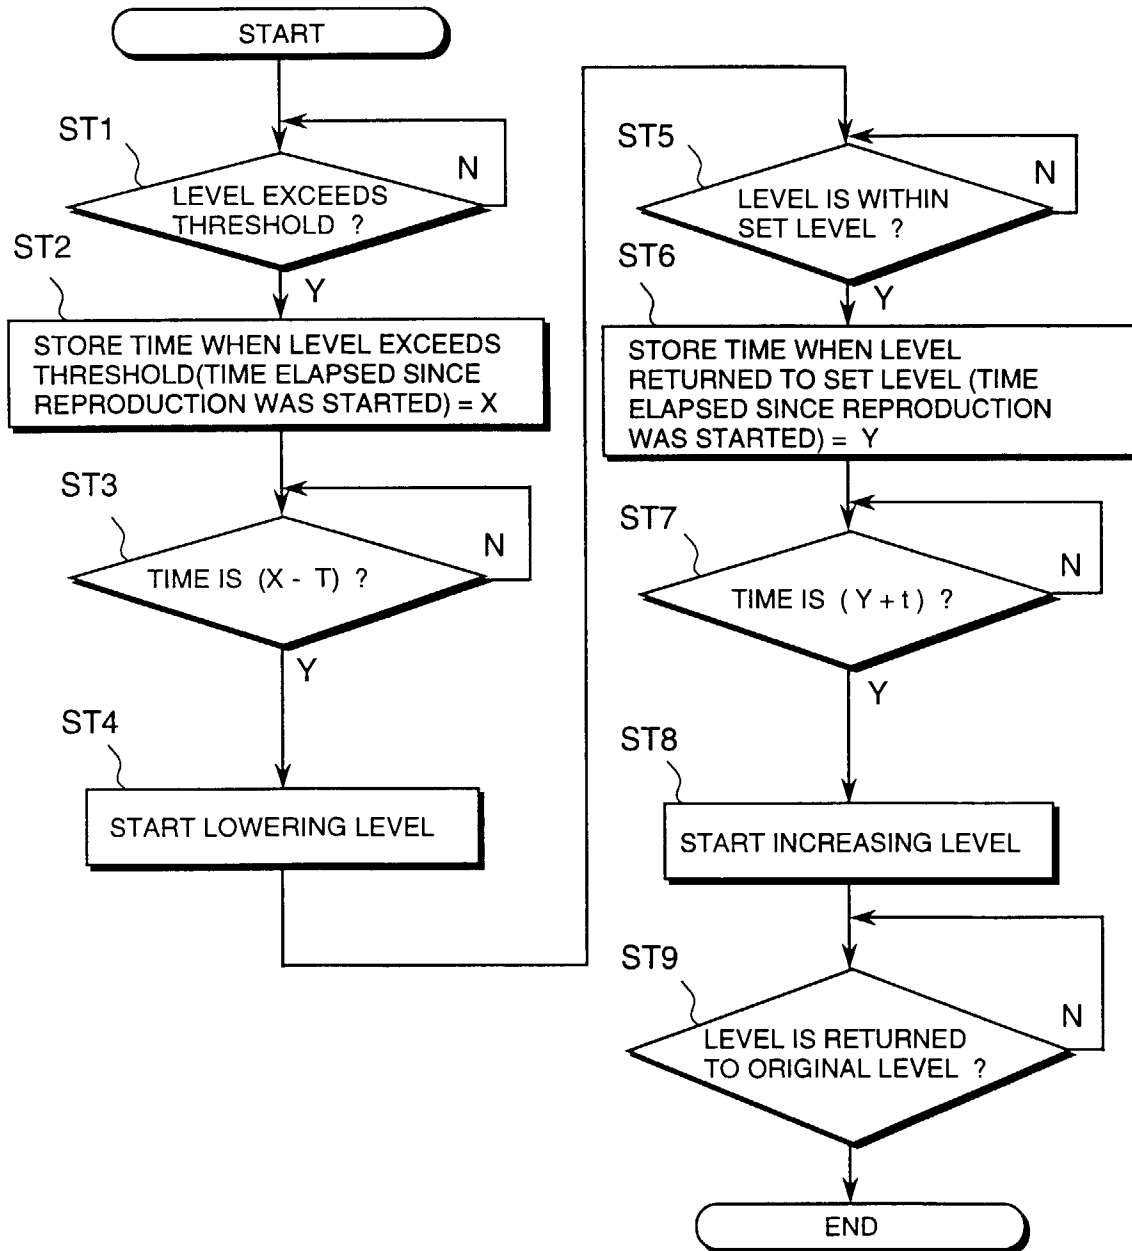 START
ST1
LEVEL EXCEEDS
THRESHOLD ?
N
Y
ST2
STORE TIME WHEN LEVEL EXCEEDS
THRESHOLD(TIME ELAPSED SINCE
REPRODUCTION WAS STARTED) = X
ST3
TIME IS (X - T) ?
N
Y
ST4
START LOWERING LEVEL
ST5
LEVEL IS WITHIN
SET LEVEL ?
N
Y
ST6
STORE TIME WHEN LEVEL
RETURNED TO SET LEVEL (TIME
ELAPSED SINCE REPRODUCTION
WAS STARTED) = Y
ST7
TIME IS ( Y + t ) ?
N
Y
ST8
START INCREASING LEVEL
ST9
LEVEL IS RETURNED
TO ORIGINAL LEVEL ?
N
END